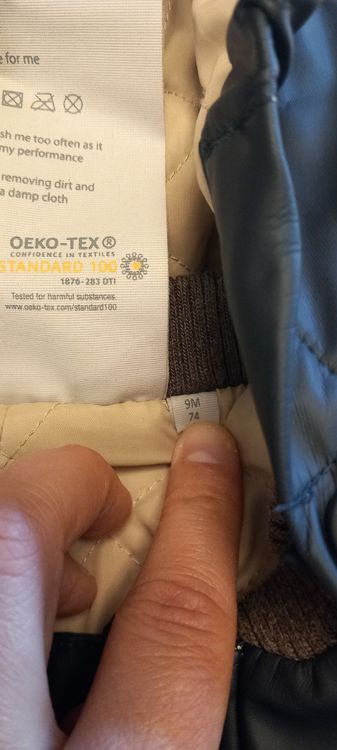 for me
sh me too often as it
my performance
removing dirt and
a damp cloth
OEKO-TEX®
CONFIDENCE IN TEXTILES
STANDARD 100
1876-283 DTI
Tested for harmful substances.
www.oeko-tex.com/standard100
9M
74